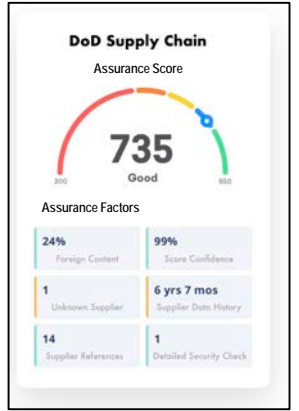 DoD Supply Chain
Assurance Score
735
300 Good 850
Assurance Factors
24% 99%
Foreign Content Score Confidence
1 6 yrs 7 mos
Unknown Supplier Supplier Data History
14 1
Supplier References Detailed Security Check